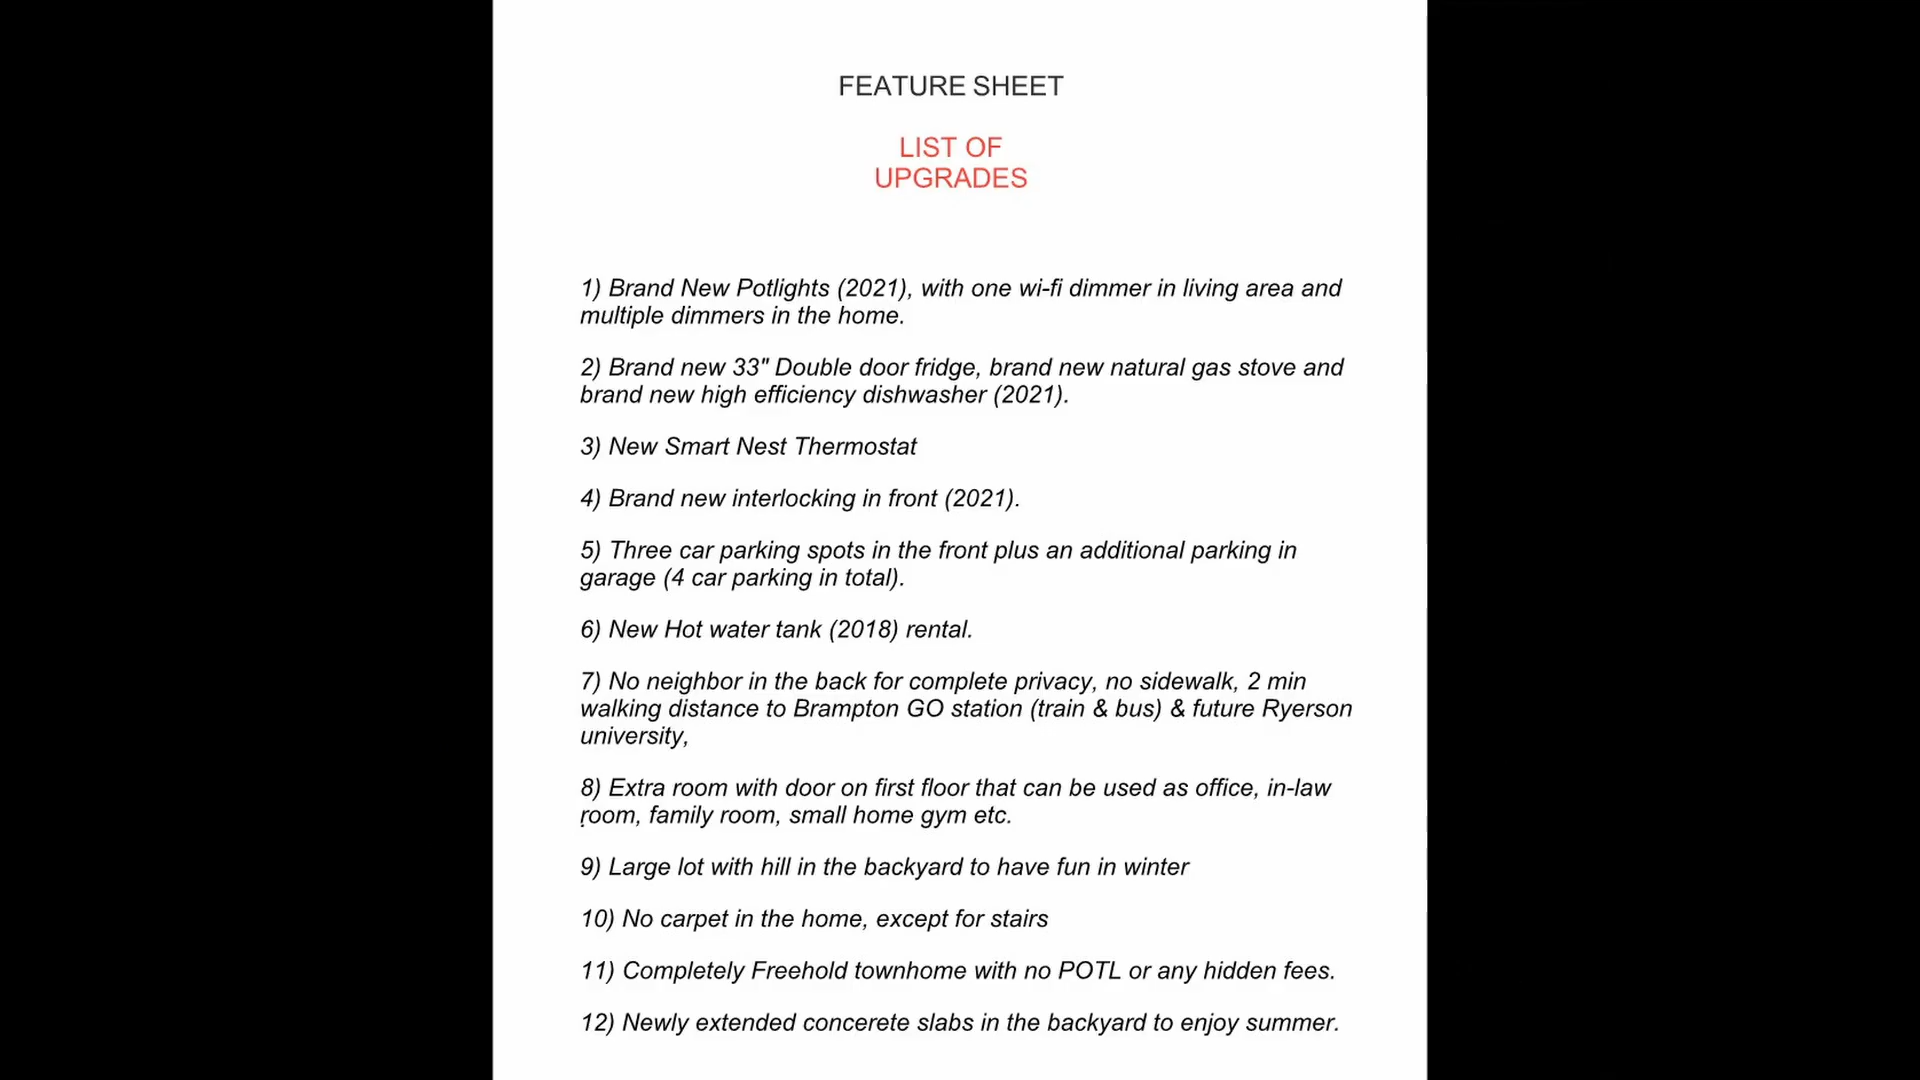 FEATURE SHEET
LIST OF
UPGRADES
1) Brand New Potlights (2021), with one wi-fi dimmer in living area and
multiple dimmers in the home.
2) Brand new 33" Double door fridge, brand new natural gas stove and
brand new high efficiency dishwasher (2021).
3) New Smart Nest Thermostat
4) Brand new interlocking in front (2021).
5) Three car parking spots in the front plus an additional parking in
garage (4 car parking in total).
6) New Hot water tank (2018) rental.
7) No neighbor in the back for complete privacy, no sidewalk, 2 min
walking distance to Brampton GO station (train & bus) & future Ryerson
university,
8) Extra room with door on first floor that can be used as office, in-law
room, family room, small home gym etc.
9) Large lot with hill in the backyard to have fun in winter
10) No carpet in the home, except for stairs
11) Completely Freehold townhome with no POTL or any hidden fees.
12) Newly extended concerete slabs in the backyard to enjoy summer.